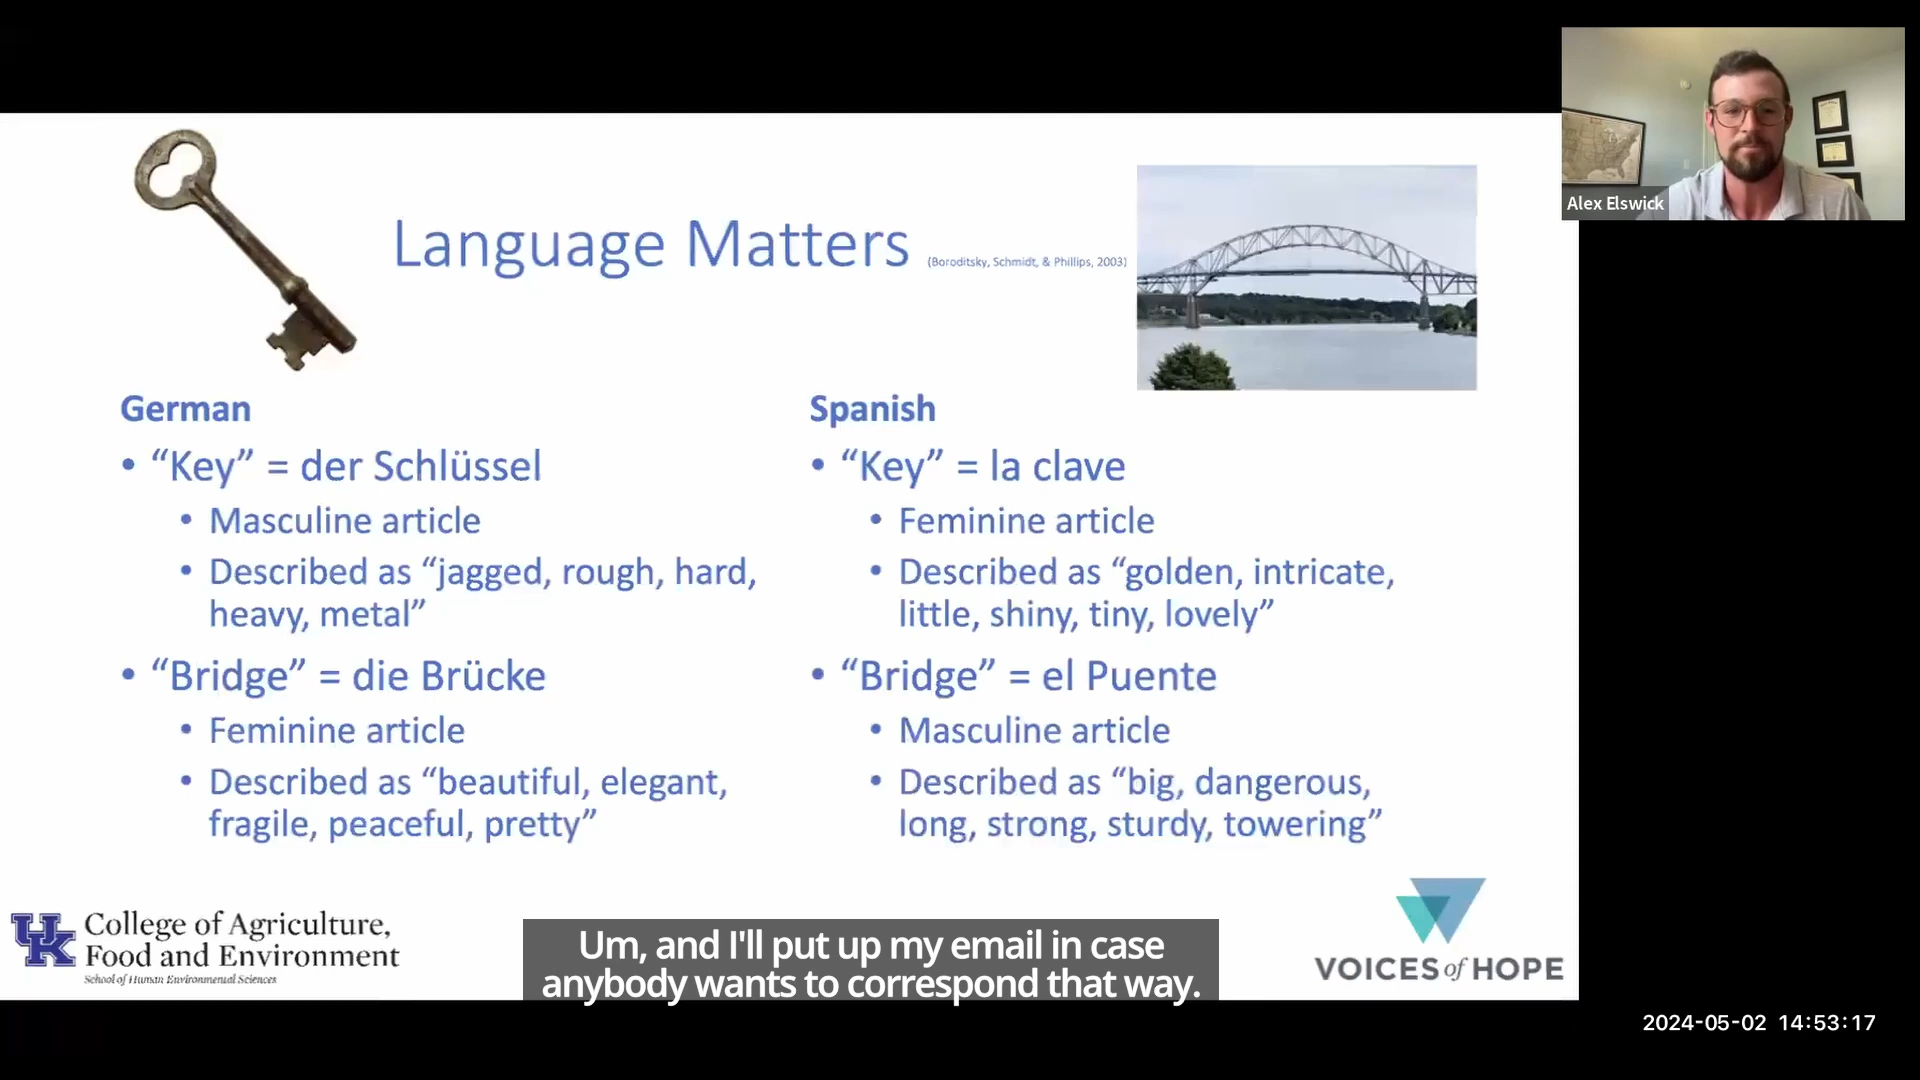 Alex Elswick
Language Matters (Boroditsky, Schmidt, & Phillips, 2003)
German
• “Key” = der Schlüssel
• Masculine article
• Described as “jagged, rough, hard,
heavy, metal”
• “Bridge” = die Brücke
• Feminine article
• Described as “beautiful, elegant,
fragile, peaceful, pretty”
Spanish
• “Key” = la clave
• Feminine article
• Described as “golden, intricate,
little, shiny, tiny, lovely”
• “Bridge” = el Puente
• Masculine article
• Described as “big, dangerous,
long, strong, sturdy, towering”
UK
College of Agriculture,
Food and Environment
School of Human Environmental Sciences
Um, and I'll put up my email in case
anybody wants to correspond that way.
VOICES of HOPE
2024-05-02 14:53:17